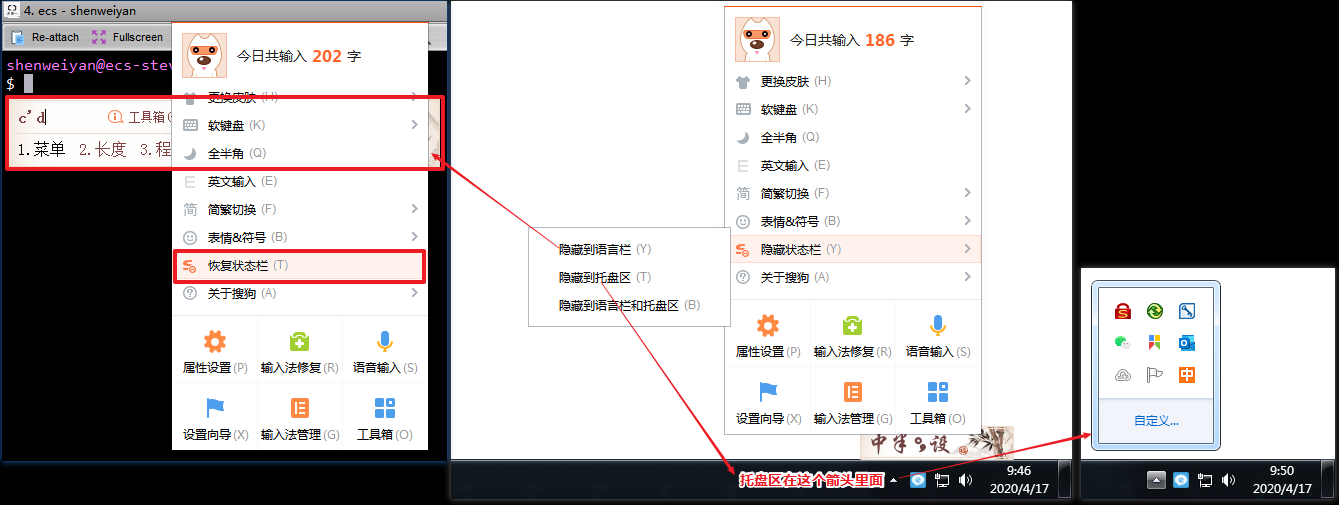 4. ecs - shenweiyan
Re-attach Fullscreen
shenweiyan@ecs-stev
$
c'd 工具箱(
1.菜单 2.长度 3.程
今日共输入 202 字
更换皮肤 (H)
软键盘 (K)
全半角 (Q)
英文输入 (E)
简繁切换 (F)
表情&符号 (B)
恢复状态栏 (T)
关于搜狗 (A)
属性设置 (P) 输入法修复 (R) 语音输入 (S)
设置向导 (X) 输入法管理 (G) 工具箱 (O)
隐藏到语言栏 (Y)
隐藏到托盘区 (T)
隐藏到语言栏和托盘区 (B)
今日共输入 186 字
更换皮肤 (H)
软键盘 (K)
全半角 (Q)
英文输入 (E)
简 简繁切换 (F)
表情&符号 (B)
隐藏状态栏 (Y)
关于搜狗 (A)
属性设置 (P) 输入法修复 (R) 语音输入 (S)
设置向导 (X) 输入法管理 (G) 工具箱 (O)
中 半 设
托盘区在这个箭头里面
9:46
2020/4/17
中
自定义...
9:50
2020/4/17